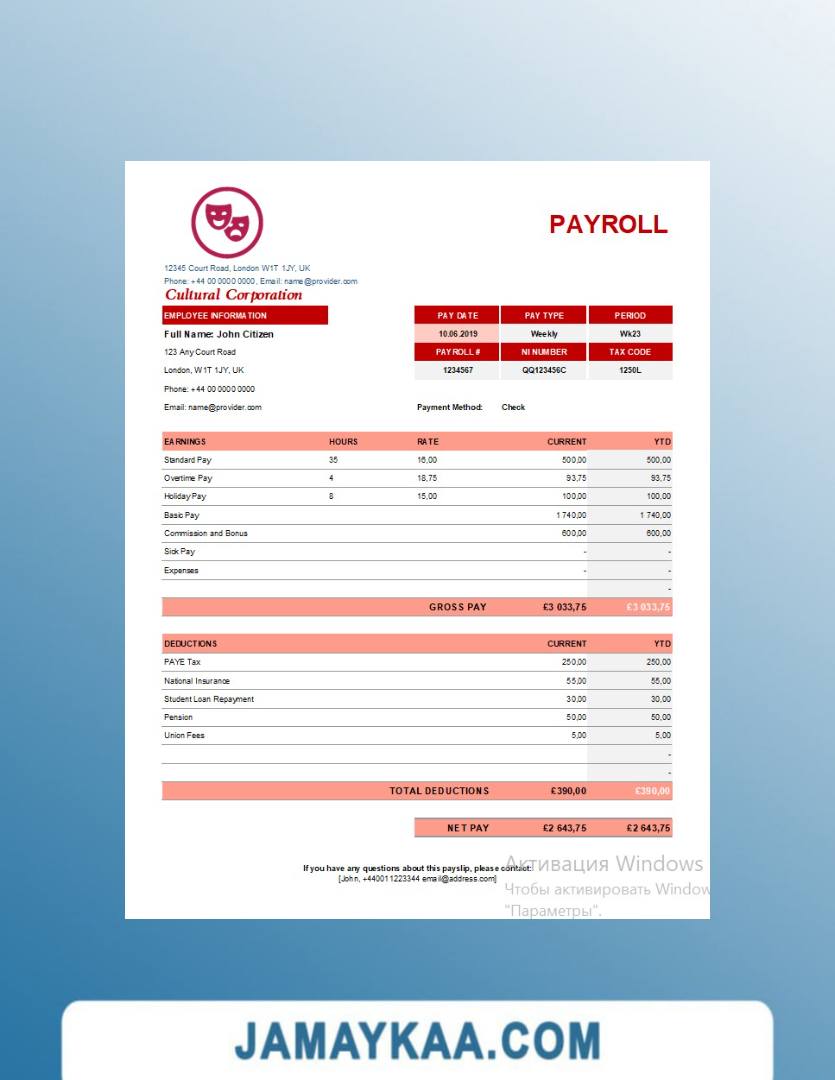 PAYROLL
12345 Court Road, London W1T 1JY, UK
Phone: +44 00 0000 0000, Email: name@provider.com
Cultural Corporation
EMPLOYEE INFORMATION
PAY DATE PAY TYPE PERIOD
Full Name: John Citizen
10.06.2019 Weekly Wk23
123 Any Court Road
PAYROLL # NI NUMBER TAX CODE
London, W1T 1JY, UK
1234567 QQ123456C 1250L
Phone: +44 00 0000 0000
Email: name@provider.com
Payment Method: Check
EARNINGS HOURS RATE CURRENT YTD
Standard Pay 35 16,00 500,00 500,00
Overtime Pay 4 18,75 93,75 93,75
Holiday Pay 8 15,00 100,00 100,00
Basic Pay 1 740,00 1 740,00
Commission and Bonus 600,00 600,00
Sick Pay - -
Expenses - -
-
GROSS PAY £3 033,75 £3 033,75
DEDUCTIONS CURRENT YTD
PAYE Tax 250,00 250,00
National Insurance 55,00 55,00
Student Loan Repayment 30,00 30,00
Pension 50,00 50,00
Union Fees 5,00 5,00
-
-
TOTAL DEDUCTIONS £390,00 £390,00
NET PAY £2 643,75 £2 643,75
If you have any questions about this payslip, please contact:
[John, +440011223344 email@address.com]
Активация Windows
Чтобы активировать Window
"Параметры".
JAMAYKAA.COM